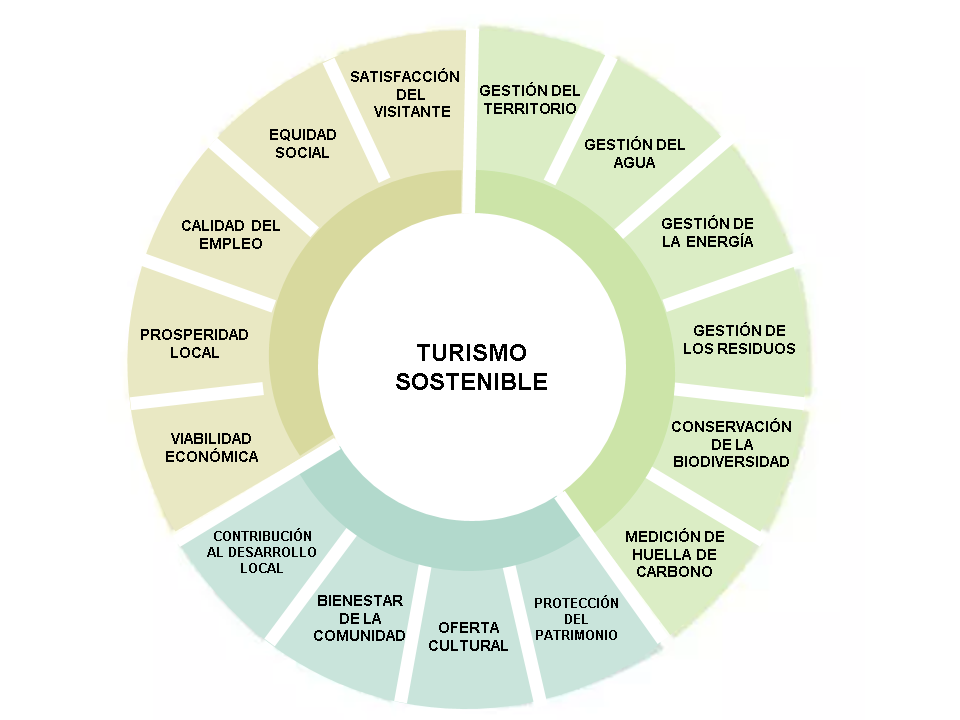 TURISMO
SOSTENIBLE
GESTIÓN DEL
TERRITORIO
GESTIÓN DEL
AGUA
GESTIÓN DE
LA ENERGÍA
GESTIÓN DE
LOS RESIDUOS
CONSERVACIÓN
DE LA
BIODIVERSIDAD
MEDICIÓN DE
HUELLA DE
CARBONO
PROTECCIÓN
DEL
PATRIMONIO
OFERTA
CULTURAL
BIENESTAR
DE LA
COMUNIDAD
CONTRIBUCIÓN
AL DESARROLLO
LOCAL
VIABILIDAD
ECONÓMICA
PROSPERIDAD
LOCAL
CALIDAD DEL
EMPLEO
EQUIDAD
SOCIAL
SATISFACCIÓN
DEL
VISITANTE